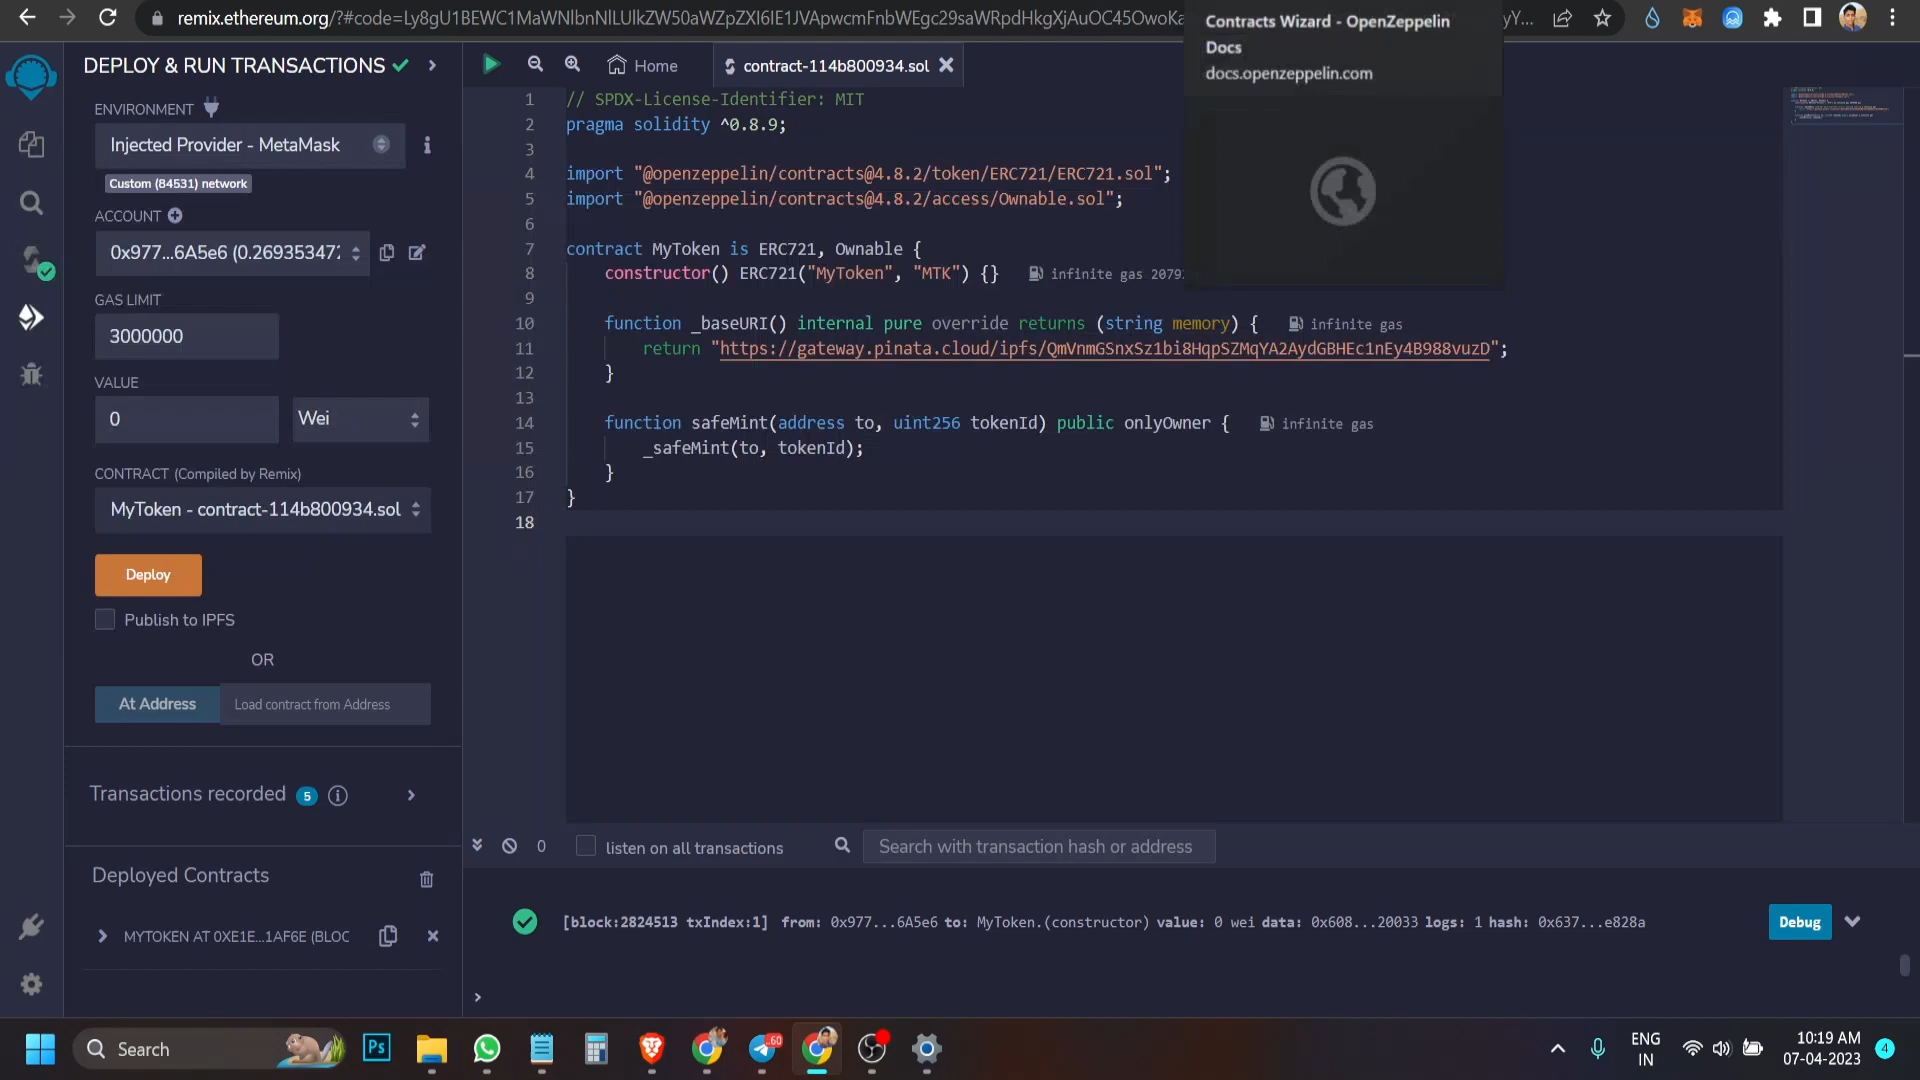 remix.ethereum.org/?#code=Ly8gU1BEWC1MaWNlbnNlLUlkZW50aWZpZXI6IE1JVApwcmFnbWEgc29saWRpdHkgXjAuOC45OwoKa
yY...
Contracts Wizard - OpenZeppelin
Docs
docs.openzeppelin.com
DEPLOY & RUN TRANSACTIONS
Home
contract-114b800934.sol
ENVIRONMENT
Injected Provider - MetaMask
Custom (84531) network
ACCOUNT
0x977...6A5e6 (0.269353472
GAS LIMIT
3000000
VALUE
0
Wei
CONTRACT (Compiled by Remix)
MyToken - contract-114b800934.sol
Deploy
Publish to IPFS
OR
At Address
Load contract from Address
Transactions recorded 5
Deployed Contracts
MYTOKEN AT 0XE1E...1AF6E (BLOC
1 // SPDX-License-Identifier: MIT
2 pragma solidity ^0.8.9;
3
4 import "@openzeppelin/contracts@4.8.2/token/ERC721/ERC721.sol";
5 import "@openzeppelin/contracts@4.8.2/access/Ownable.sol";
6
7 contract MyToken is ERC721, Ownable {
8 constructor() ERC721("MyToken", "MTK") {} infinite gas 2079
9
10 function _baseURI() internal pure override returns (string memory) { infinite gas
11 return "https://gateway.pinata.cloud/ipfs/QmVnmGSnxSz1bi8HqpSZMqYA2AydGBHEc1nEy4B988vuzD";
12 }
13
14 function safeMint(address to, uint256 tokenId) public onlyOwner { infinite gas
15 _safeMint(to, tokenId);
16 }
17 }
18
0 listen on all transactions
Search with transaction hash or address
[block:2824513 txIndex:1] from: 0x977...6A5e6 to: MyToken.(constructor) value: 0 wei data: 0x608...20033 logs: 1 hash: 0x637...e828a
Debug
>
Search
Ps
.60
ENG
IN
10:19 AM
07-04-2023
4